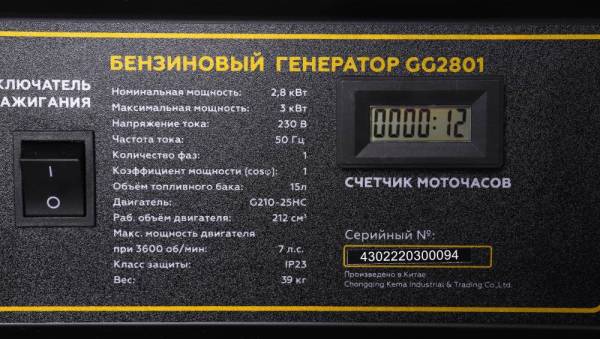 БЕНЗИНОВЫЙ ГЕНЕРАТОР GG2801
КЛЮЧАТЕЛЬ
АЖИГАНИЯ
Номинальная мощность: 2,8 кВт
Максимальная мощность: 3 кВт
Напряжение тока: 230 В
Частота тока: 50 Гц
Количество фаз: 1
Коэффициент мощности (cosφ): 1
Объём топливного бака: 15л
Двигатель: G210-25HC
Раб. объём двигателя: 212 см³
Макс. мощность двигателя
при 3600 об/мин: 7 л.с.
Класс защиты: IP23
Вес: 39 кг
0000:12
СЧЕТЧИК МОТОЧАСОВ
Серийный №:
4302220300094
Произведено в Китае
Chongqing Kema Industrial & Trading Co.,Ltd.
I
O